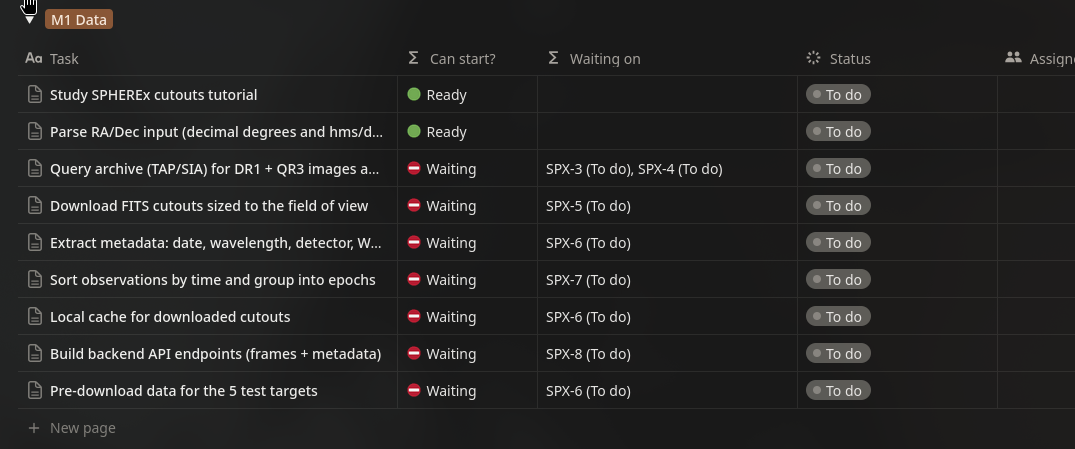 M1 Data
Aa Task Σ Can start? Σ Waiting on Status Assigne
Study SPHEREx cutouts tutorial Ready To do
Parse RA/Dec input (decimal degrees and hms/d... Ready To do
Query archive (TAP/SIA) for DR1 + QR3 images a... Waiting SPX-3 (To do), SPX-4 (To do) To do
Download FITS cutouts sized to the field of view Waiting SPX-5 (To do) To do
Extract metadata: date, wavelength, detector, W... Waiting SPX-6 (To do) To do
Sort observations by time and group into epochs Waiting SPX-7 (To do) To do
Local cache for downloaded cutouts Waiting SPX-6 (To do) To do
Build backend API endpoints (frames + metadata) Waiting SPX-8 (To do) To do
Pre-download data for the 5 test targets Waiting SPX-6 (To do) To do
+ New page